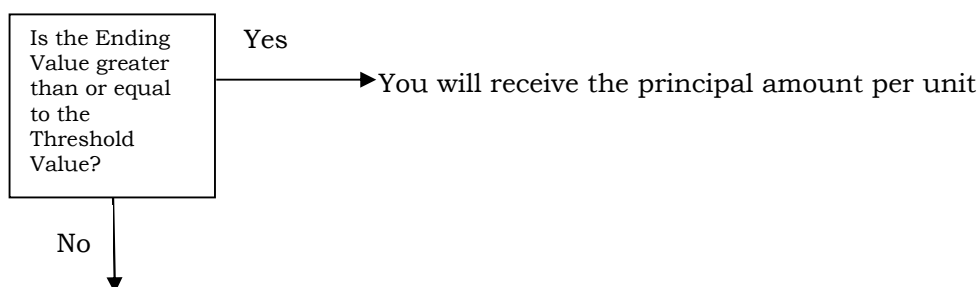 Is the Ending
Value greater
than or equal
to the
Threshold
Value?
Yes
You will receive the principal amount per unit
No